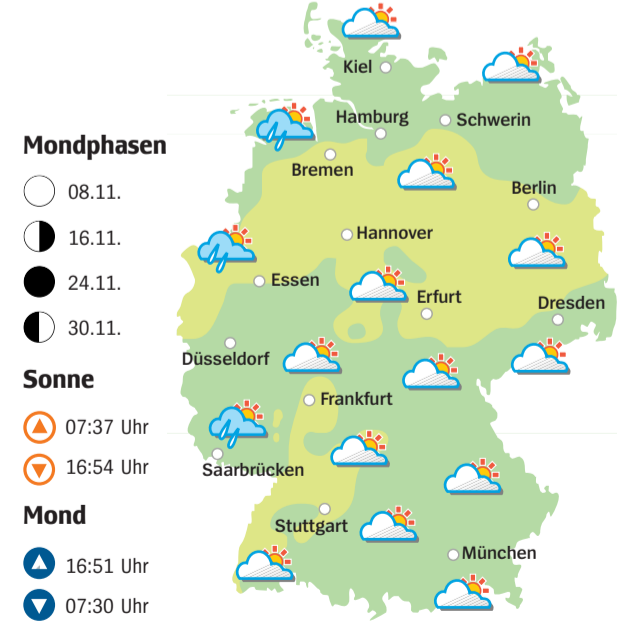 Mondphasen
08.11.
16.11.
24.11.
30.11.
Sonne
07:37 Uhr
16:54 Uhr
Mond
16:51 Uhr
07:30 Uhr
Kiel
Hamburg
Schwerin
Bremen
Berlin
Hannover
Essen
Erfurt
Dresden
Düsseldorf
Frankfurt
Saarbrücken
Stuttgart
München